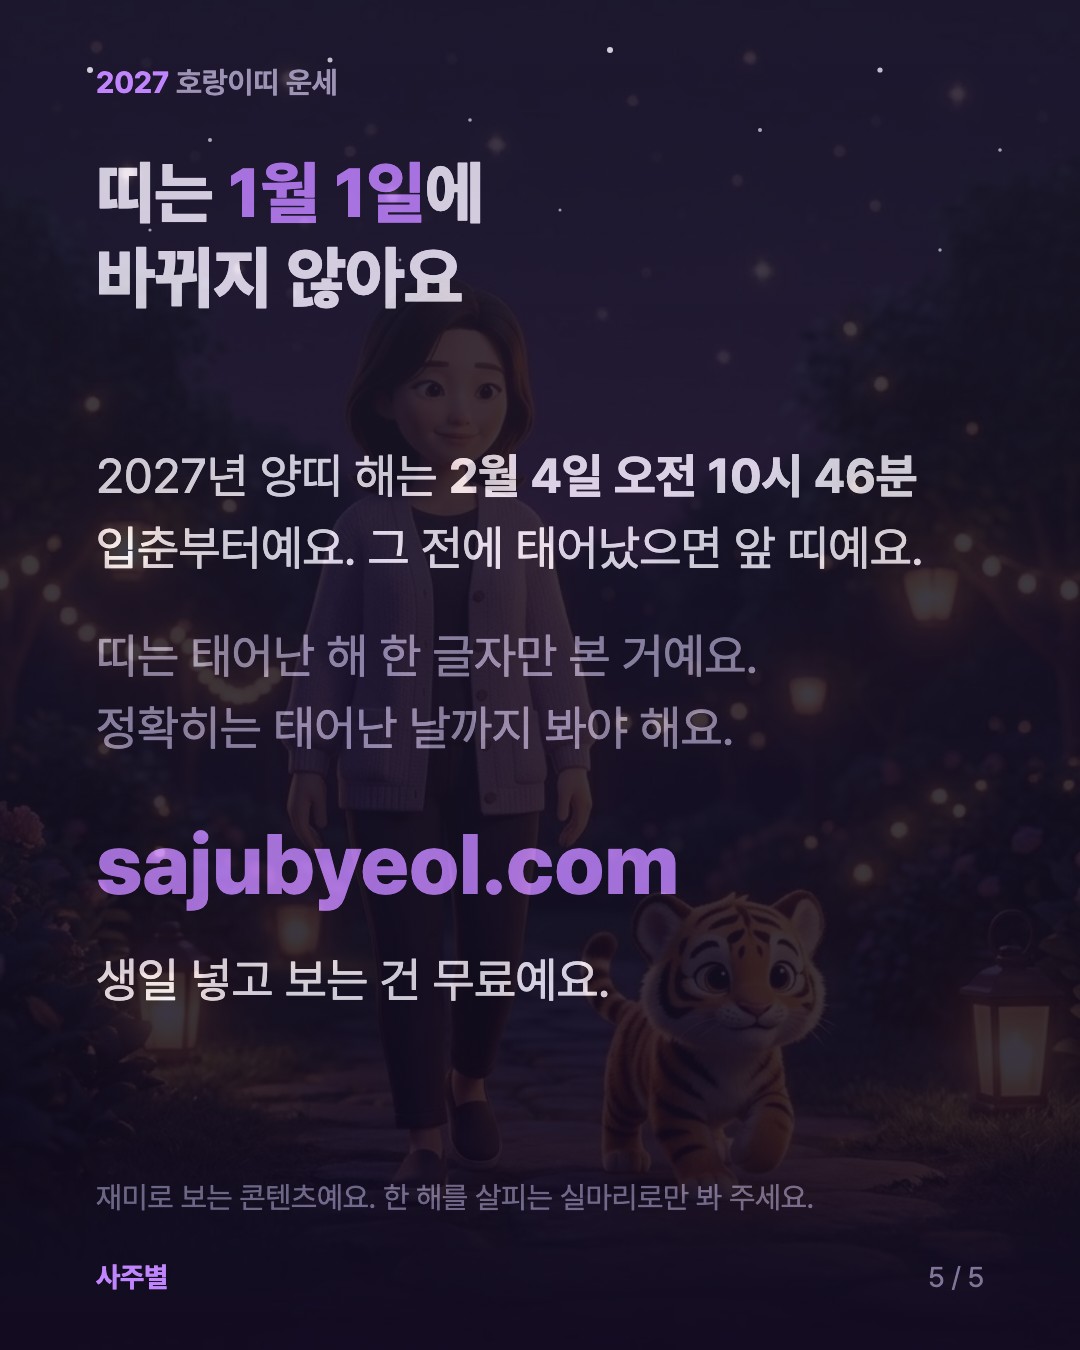 2027 호랑이띠 운세
띠는 1월 1일에
바뀌지 않아요
2027년 양띠 해는 2월 4일 오전 10시 46분
입춘부터예요. 그 전에 태어났으면 앞 띠예요.
띠는 태어난 해 한 글자만 본 거예요.
정확히는 태어난 날까지 봐야 해요.
sajubyeol.com
생일 넣고 보는 건 무료예요.
재미로 보는 콘텐츠예요. 한 해를 살피는 실마리로만 봐 주세요.
사주별
5 / 5